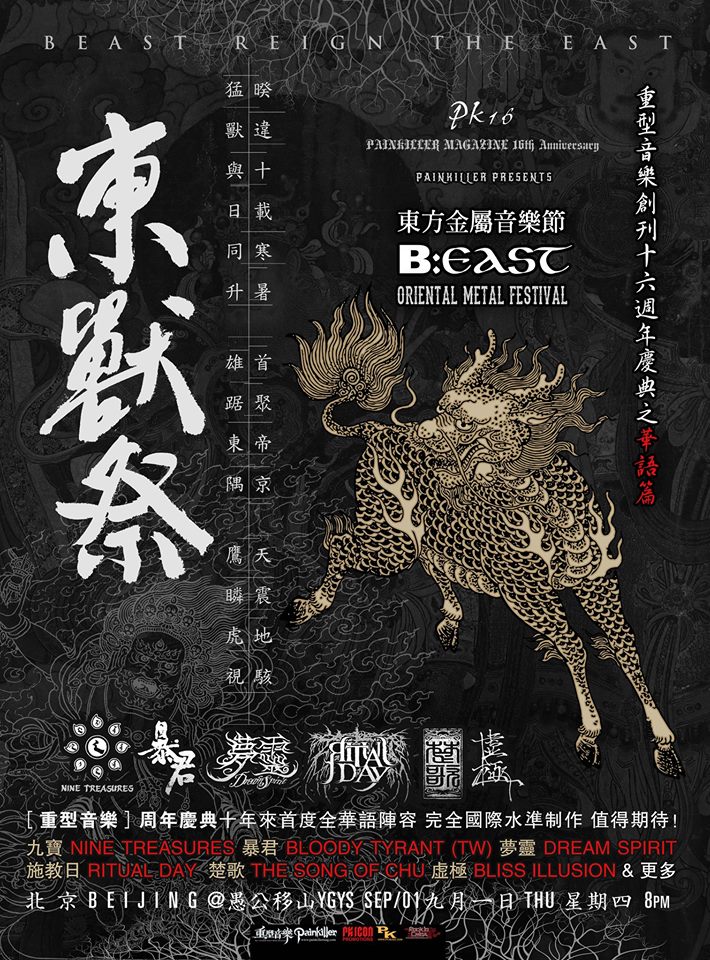 BEAST REIGN THE EAST
東獸祭
睽違十載寒暑
猛獸與日同升
首聚帝京
雄踞東隅
天震地駭
鷹瞵虎視
PK16
PAINKILLER MAGAZINE 16th Anniversary
PAINKILLER PRESENTS
東方金屬音樂節
B:EAST
ORIENTAL METAL FESTIVAL
重型音樂創刊十六週年慶典之華語篇
NINE TREASURES
暴君
夢靈
Dream Spirit
RITUAL DAY
楚歌
虛極
[ 重型音樂 ] 周年慶典十年來首度全華語陣容 完全國際水準制作 值得期待!
九寶 NINE TREASURES 暴君 BLOODY TYRANT (TW) 夢靈 DREAM SPIRIT
施教日 RITUAL DAY 楚歌 THE SONG OF CHU 虛極 BLISS ILLUSION & 更多
北京 BEIJING @愚公移山YGYS SEP/01九月一日THU 星期四 8PM
重型音樂 Painkiller PKICON PROMOTIONS PK